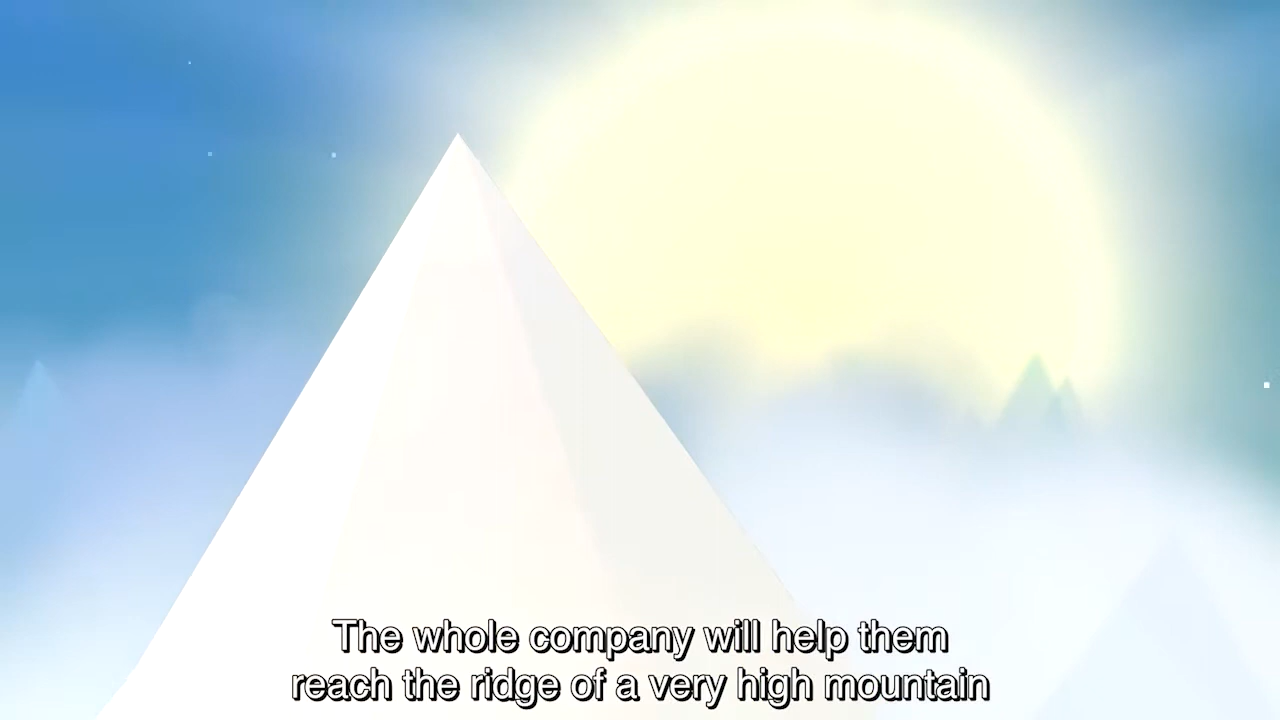 The whole company will help them
reach the ridge of a very high mountain